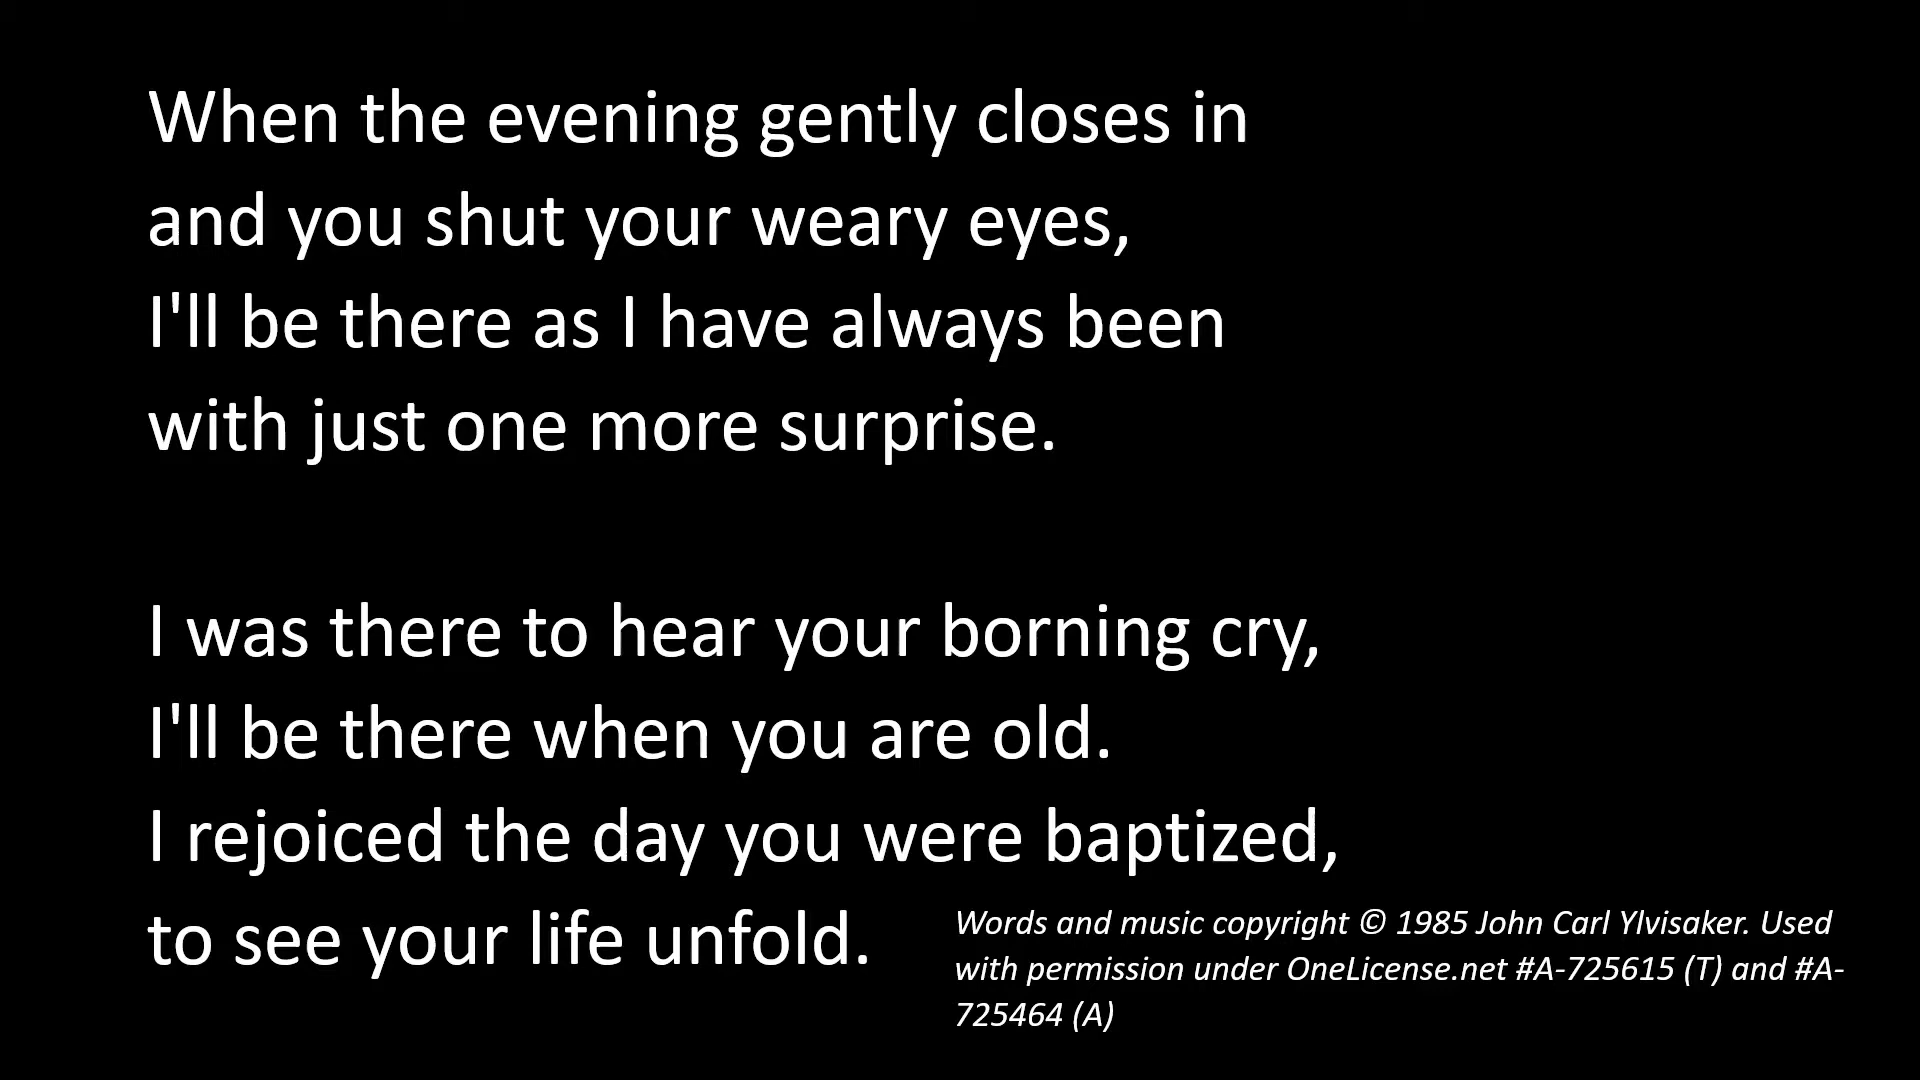 When the evening gently closes in
and you shut your weary eyes,
I'll be there as I have always been
with just one more surprise.
I was there to hear your borning cry,
I'll be there when you are old.
I rejoiced the day you were baptized,
to see your life unfold.
Words and music copyright © 1985 John Carl Ylvisaker. Used
with permission under OneLicense.net #A-725615 (T) and #A-
725464 (A)